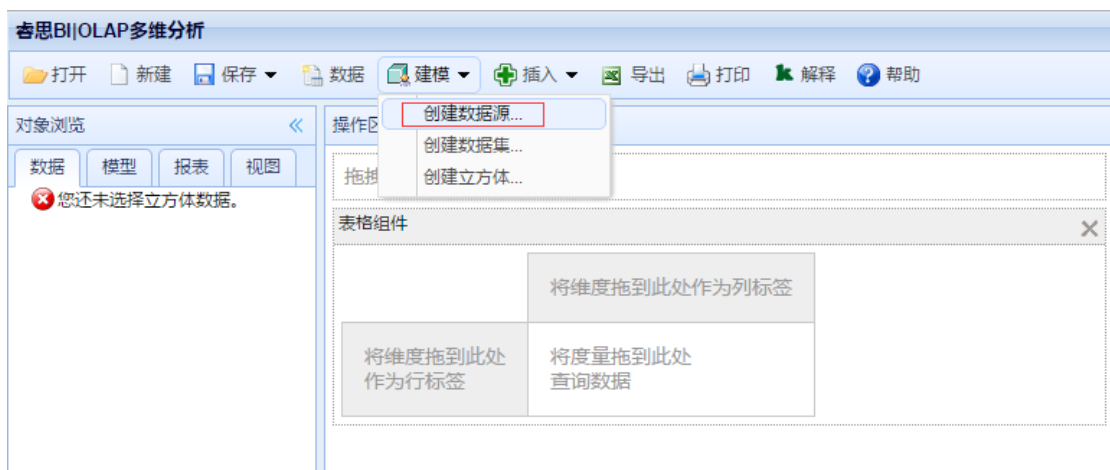 睿思BI|OLAP多维分析
打开 新建 保存 数据 建模 插入 导出 打印 解释 帮助
创建数据源...
创建数据集...
创建立方体...
对象浏览
操作区
数据 模型 报表 视图
您还未选择立方体数据。
拖拽
表格组件
将维度拖到此处作为列标签
将维度拖到此处
作为行标签
将度量拖到此处
查询数据